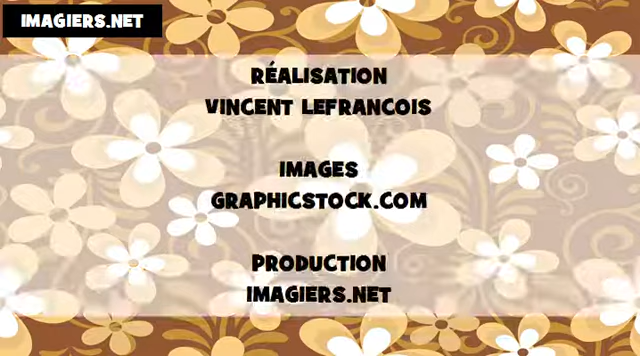 IMAGIERS.NET
RÉALISATION
VINCENT LEFRANCOIS
IMAGES
GRAPHICSTOCK.COM
PRODUCTION
IMAGIERS.NET